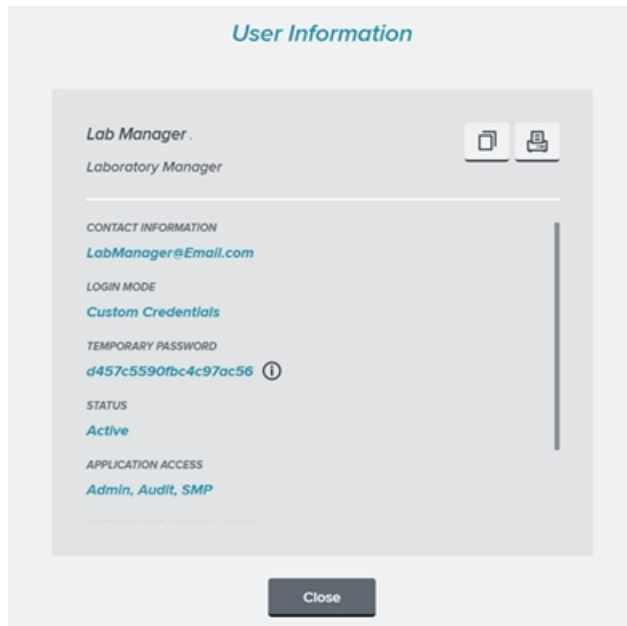 User Information
Lab Manager .
Laboratory Manager
CONTACT INFORMATION
LabManager@Email.com
LOGIN MODE
Custom Credentials
TEMPORARY PASSWORD
d457c5590fbc4c97ac56
STATUS
Active
APPLICATION ACCESS
Admin, Audit, SMP
Close